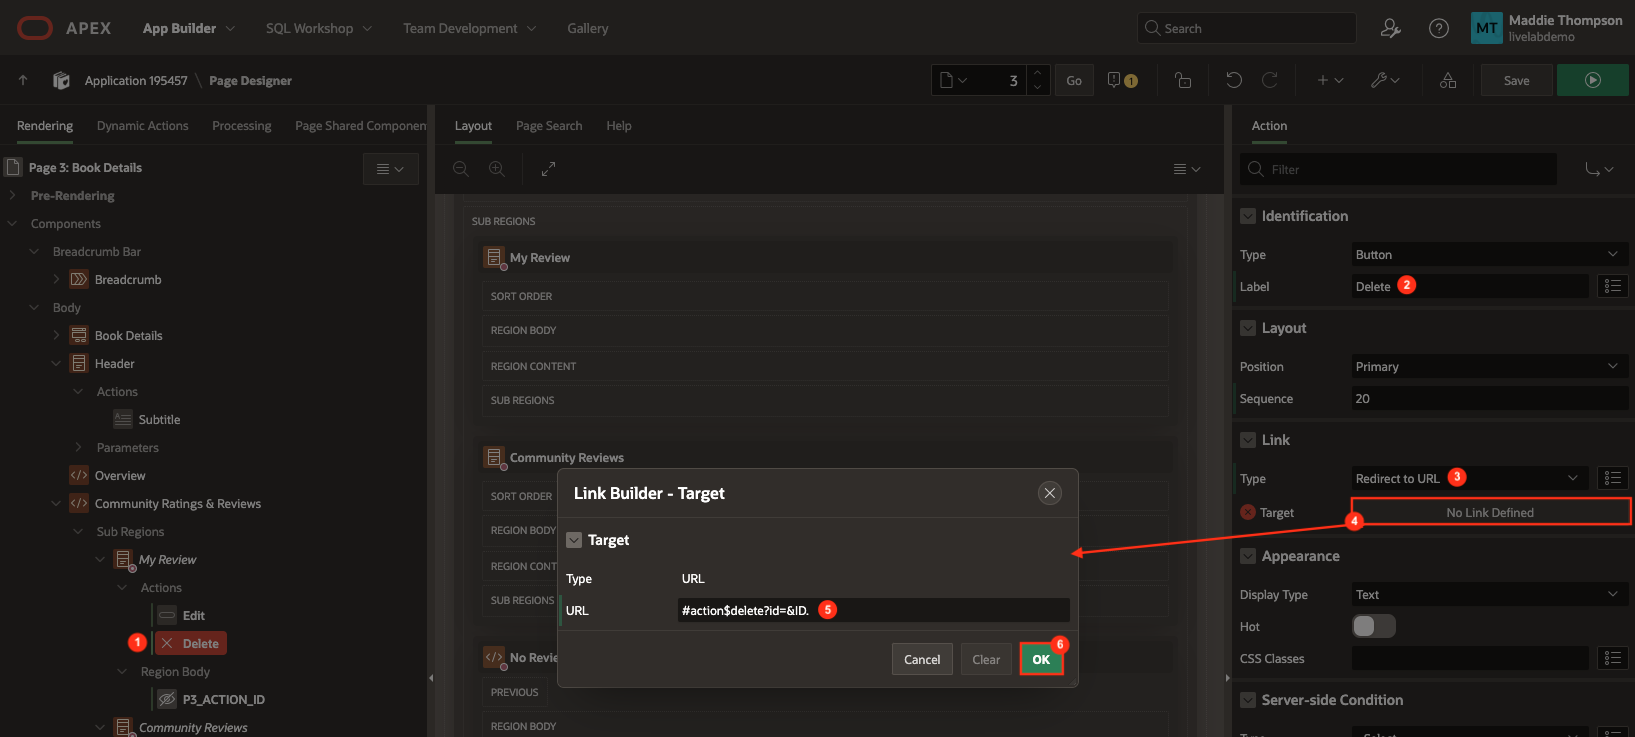 APEX
App Builder
SQL Workshop
Team Development
Gallery
Search
MT
Maddie Thompson
livelabdemo
Application 195457 \ Page Designer
3
Go
1
Save
Rendering
Dynamic Actions
Processing
Page Shared Componen
Layout
Page Search
Help
Action
Page 3: Book Details
Pre-Rendering
Components
Breadcrumb Bar
Breadcrumb
Body
Book Details
Header
Actions
Subtitle
Parameters
Overview
Community Ratings & Reviews
Sub Regions
My Review
Actions
Edit
1
Delete
Region Body
P3_ACTION_ID
Community Reviews
SUB REGIONS
My Review
SORT ORDER
REGION BODY
REGION CONTENT
SUB REGIONS
Community Reviews
SORT ORDER
REGION BODY
REGION CONT
SUB REGIONS
No Revie
PREVIOUS
REGION BODY
Link Builder - Target
Target
Type URL
URL #action$delete?id=&ID. 5
Cancel
Clear
OK
6
Filter
Identification
Type Button
Label Delete 2
Layout
Position Primary
Sequence 20
Link
Type Redirect to URL 3
Target No Link Defined
4
Appearance
Display Type Text
Hot
CSS Classes
Server-side Condition
Type - Select -